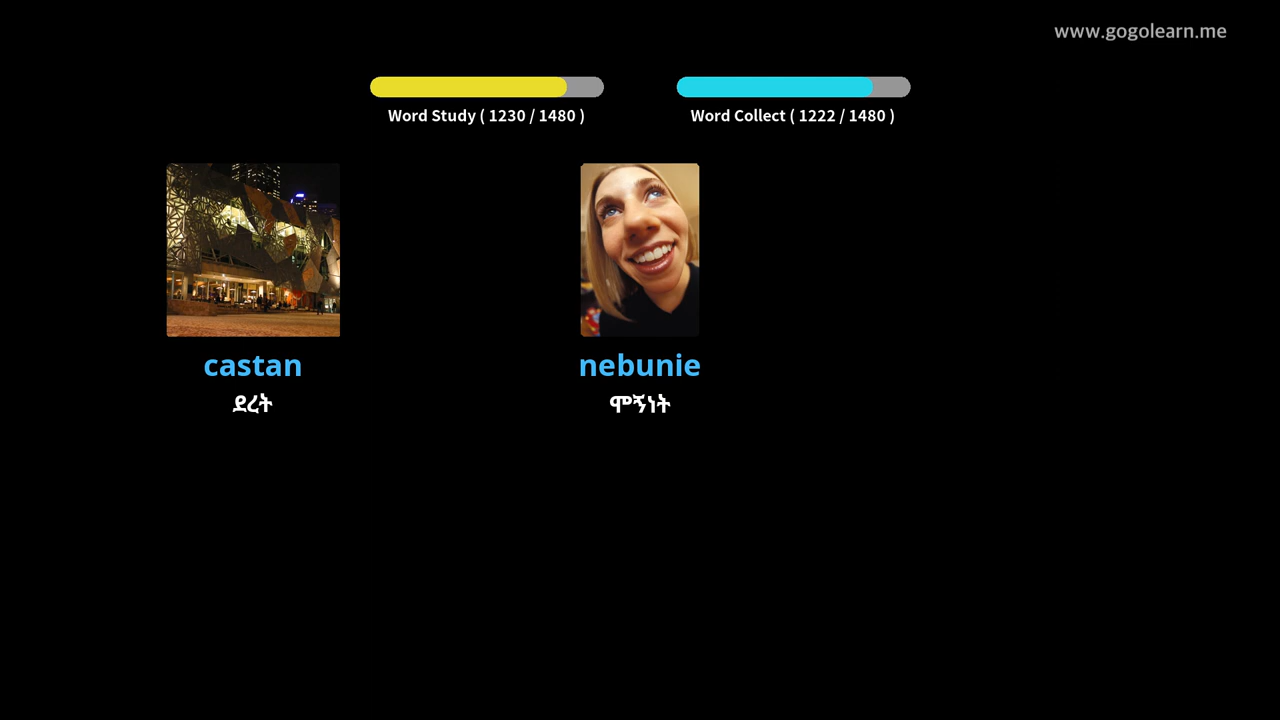 www.gogolearn.me
Word Study ( 1230 / 1480 )
Word Collect ( 1222 / 1480 )
castan
ደረት
nebunie
ሞኝነት